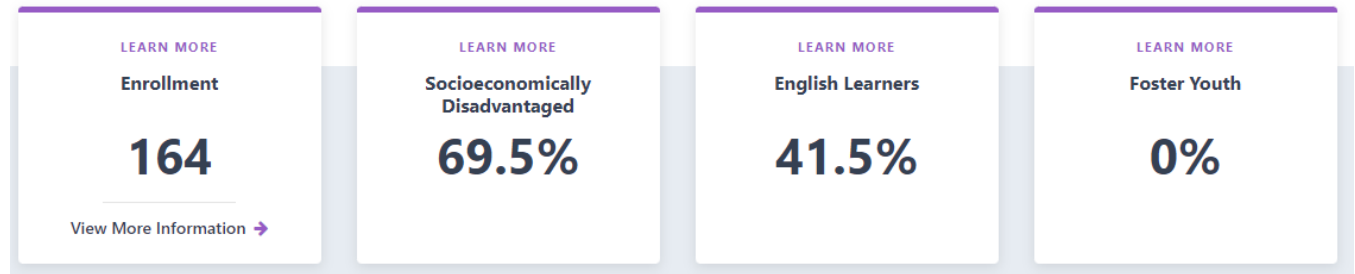 LEARN MORE
Enrollment
164
View More Information
LEARN MORE
Socioeconomically
Disadvantaged
69.5%
LEARN MORE
English Learners
41.5%
LEARN MORE
Foster Youth
0%